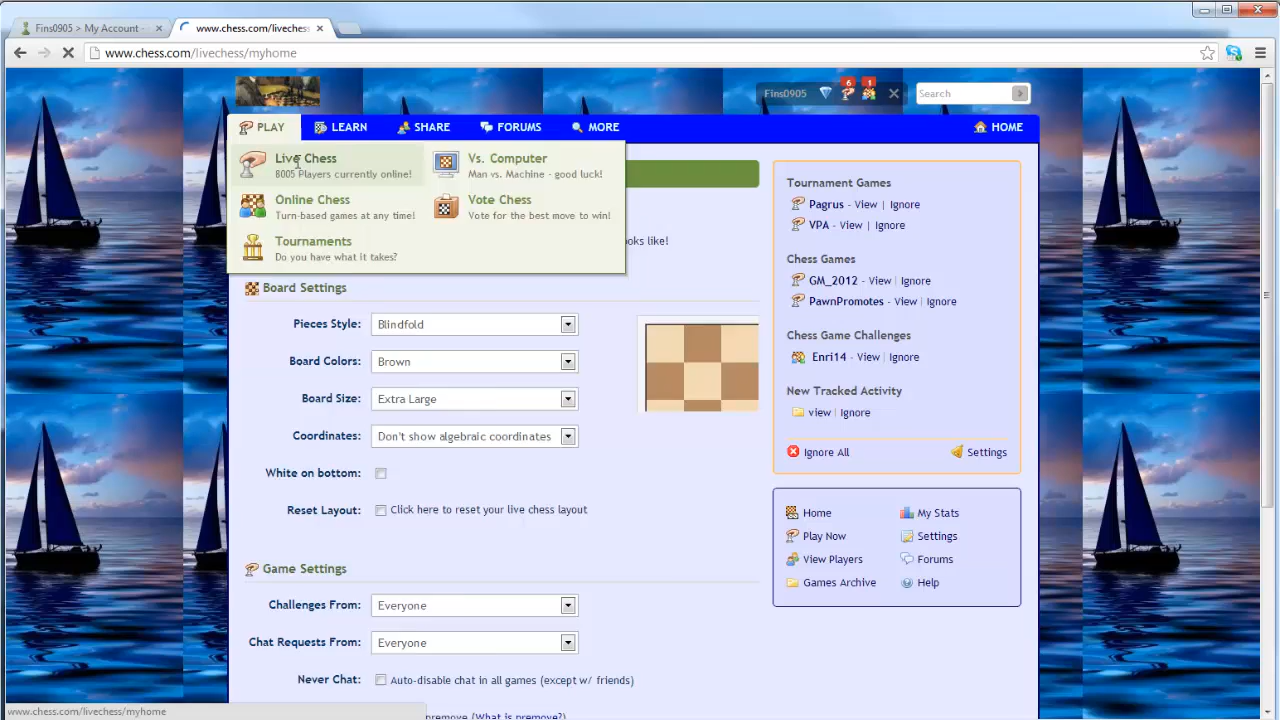 Fins0905 > My Account -
www.chess.com/livechess
www.chess.com/livechess/myhome
Fins0905
6
1
Search
PLAY
LEARN
SHARE
FORUMS
MORE
HOME
Live Chess
8005 Players currently online!
Vs. Computer
Man vs. Machine - good luck!
Online Chess
Turn-based games at any time!
Vote Chess
Vote for the best move to win!
Tournaments
Do you have what it takes?
looks like!
Board Settings
Pieces Style:
Blindfold
Board Colors:
Brown
Board Size:
Extra Large
Coordinates:
Don't show algebraic coordinates
White on bottom:
Reset Layout:
Click here to reset your live chess layout
Game Settings
Challenges From:
Everyone
Chat Requests From:
Everyone
Never Chat:
Auto-disable chat in all games (except w/ friends)
premove (What is premove?)
Tournament Games
Pagrus - View | Ignore
VPA - View | Ignore
Chess Games
GM_2012 - View | Ignore
PawnPromotes - View | Ignore
Chess Game Challenges
Enri14 - View | Ignore
New Tracked Activity
view | Ignore
Ignore All
Settings
Home
My Stats
Play Now
Settings
View Players
Forums
Games Archive
Help
www.chess.com/livechess/myhome